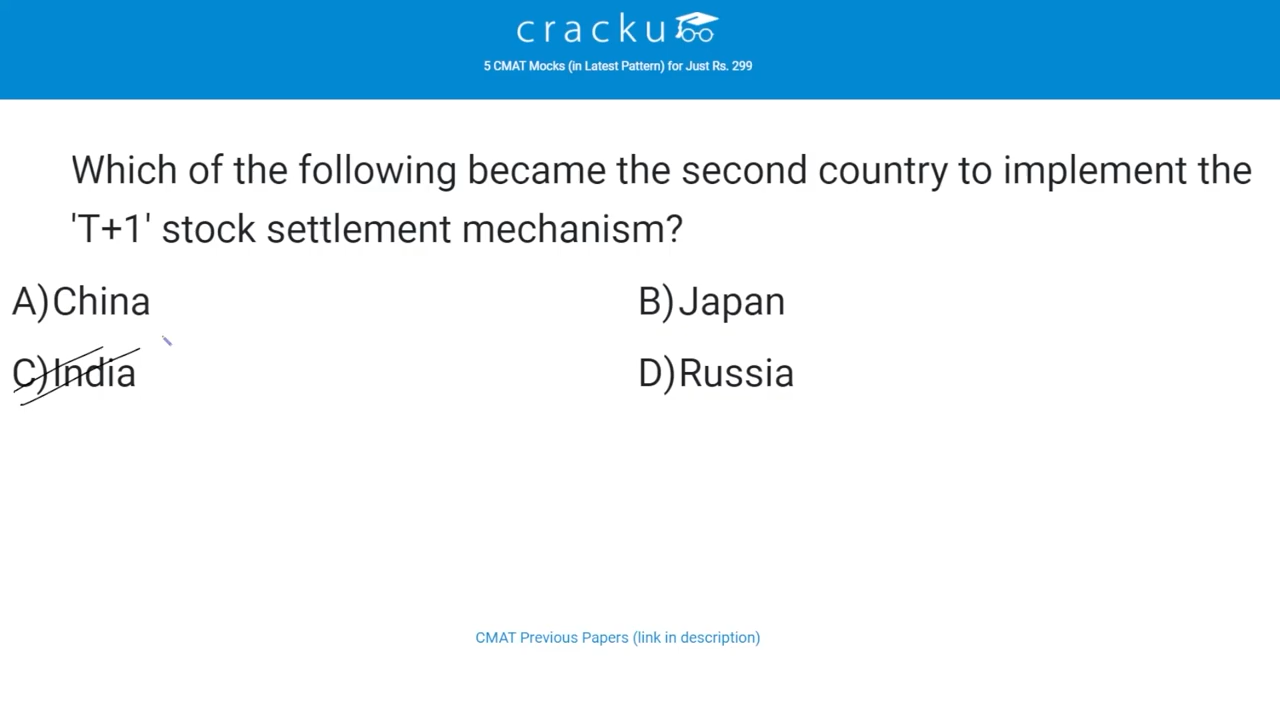 cracku
5 CMAT Mocks (in Latest Pattern) for Just Rs. 299
Which of the following became the second country to implement the
'T+1' stock settlement mechanism?
A)China
B)Japan
C)India
D)Russia
CMAT Previous Papers (link in description)